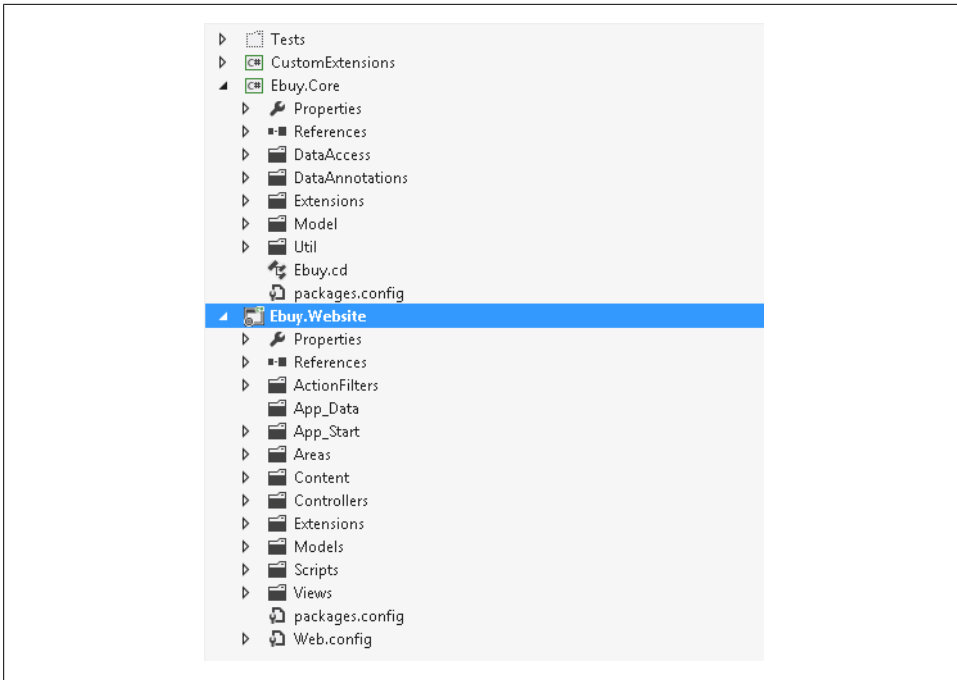 Tests
C# CustomExtensions
C# Ebuy.Core
Properties
References
DataAccess
DataAnnotations
Extensions
Model
Util
Ebuy.cd
packages.config
Ebuy.Website
Properties
References
ActionFilters
App_Data
App_Start
Areas
Content
Controllers
Extensions
Models
Scripts
Views
packages.config
Web.config